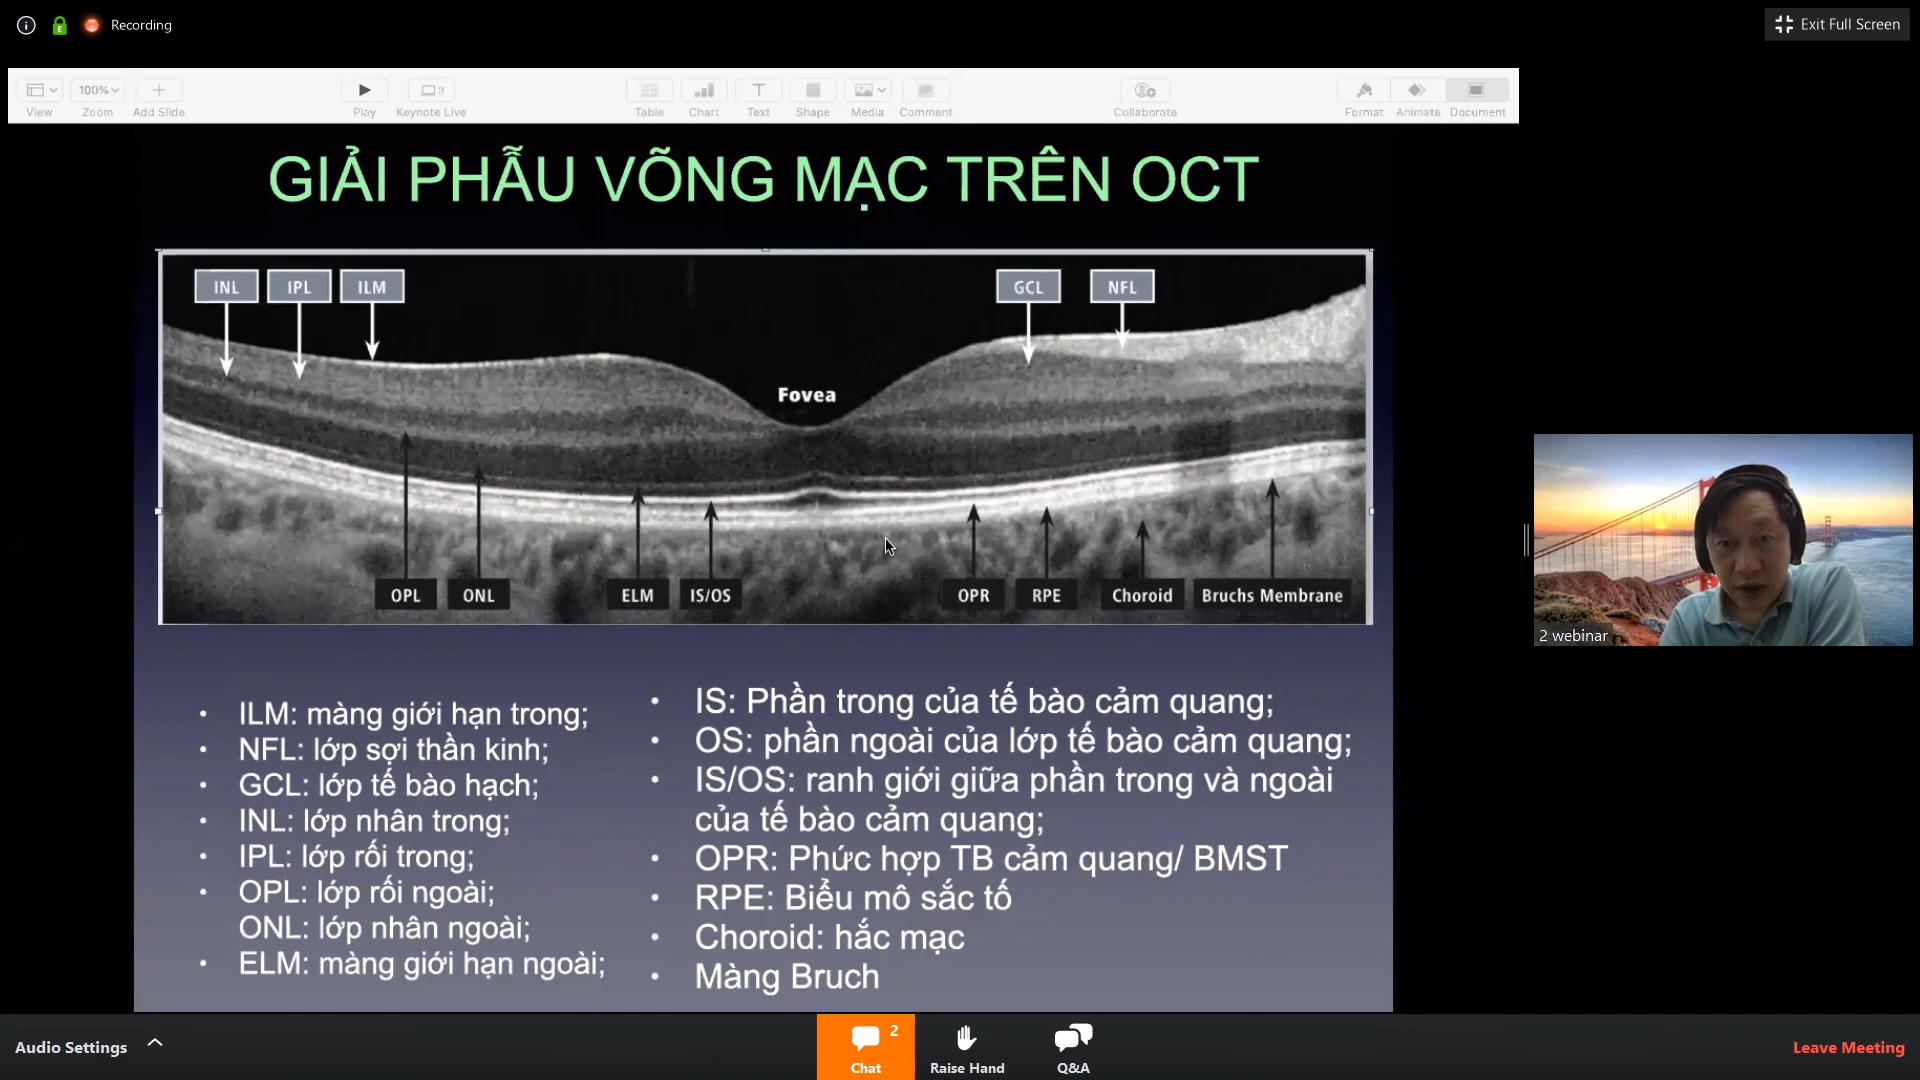 Recording
Exit Full Screen
100%
View
Zoom
Add Slide
Play
Keynote Live
Table
Chart
Text
Shape
Media
Comment
Collaborate
Format
Animate
Document
GIẢI PHẪU VÕNG MẠC TRÊN OCT
INL
IPL
ILM
GCL
NFL
Fovea
OPL
ONL
ELM
IS/OS
OPR
RPE
Choroid
Bruchs Membrane
• ILM: màng giới hạn trong;
• NFL: lớp sợi thần kinh;
• GCL: lớp tế bào hạch;
• INL: lớp nhân trong;
• IPL: lớp rối trong;
• OPL: lớp rối ngoài;
ONL: lớp nhân ngoài;
• ELM: màng giới hạn ngoài;
• IS: Phần trong của tế bào cảm quang;
• OS: phần ngoài của lớp tế bào cảm quang;
• IS/OS: ranh giới giữa phần trong và ngoài
của tế bào cảm quang;
• OPR: Phức hợp TB cảm quang/ BMST
• RPE: Biểu mô sắc tố
• Choroid: hắc mạc
• Màng Bruch
2 webinar
Audio Settings
2
Chat
Raise Hand
Q&A
Leave Meeting